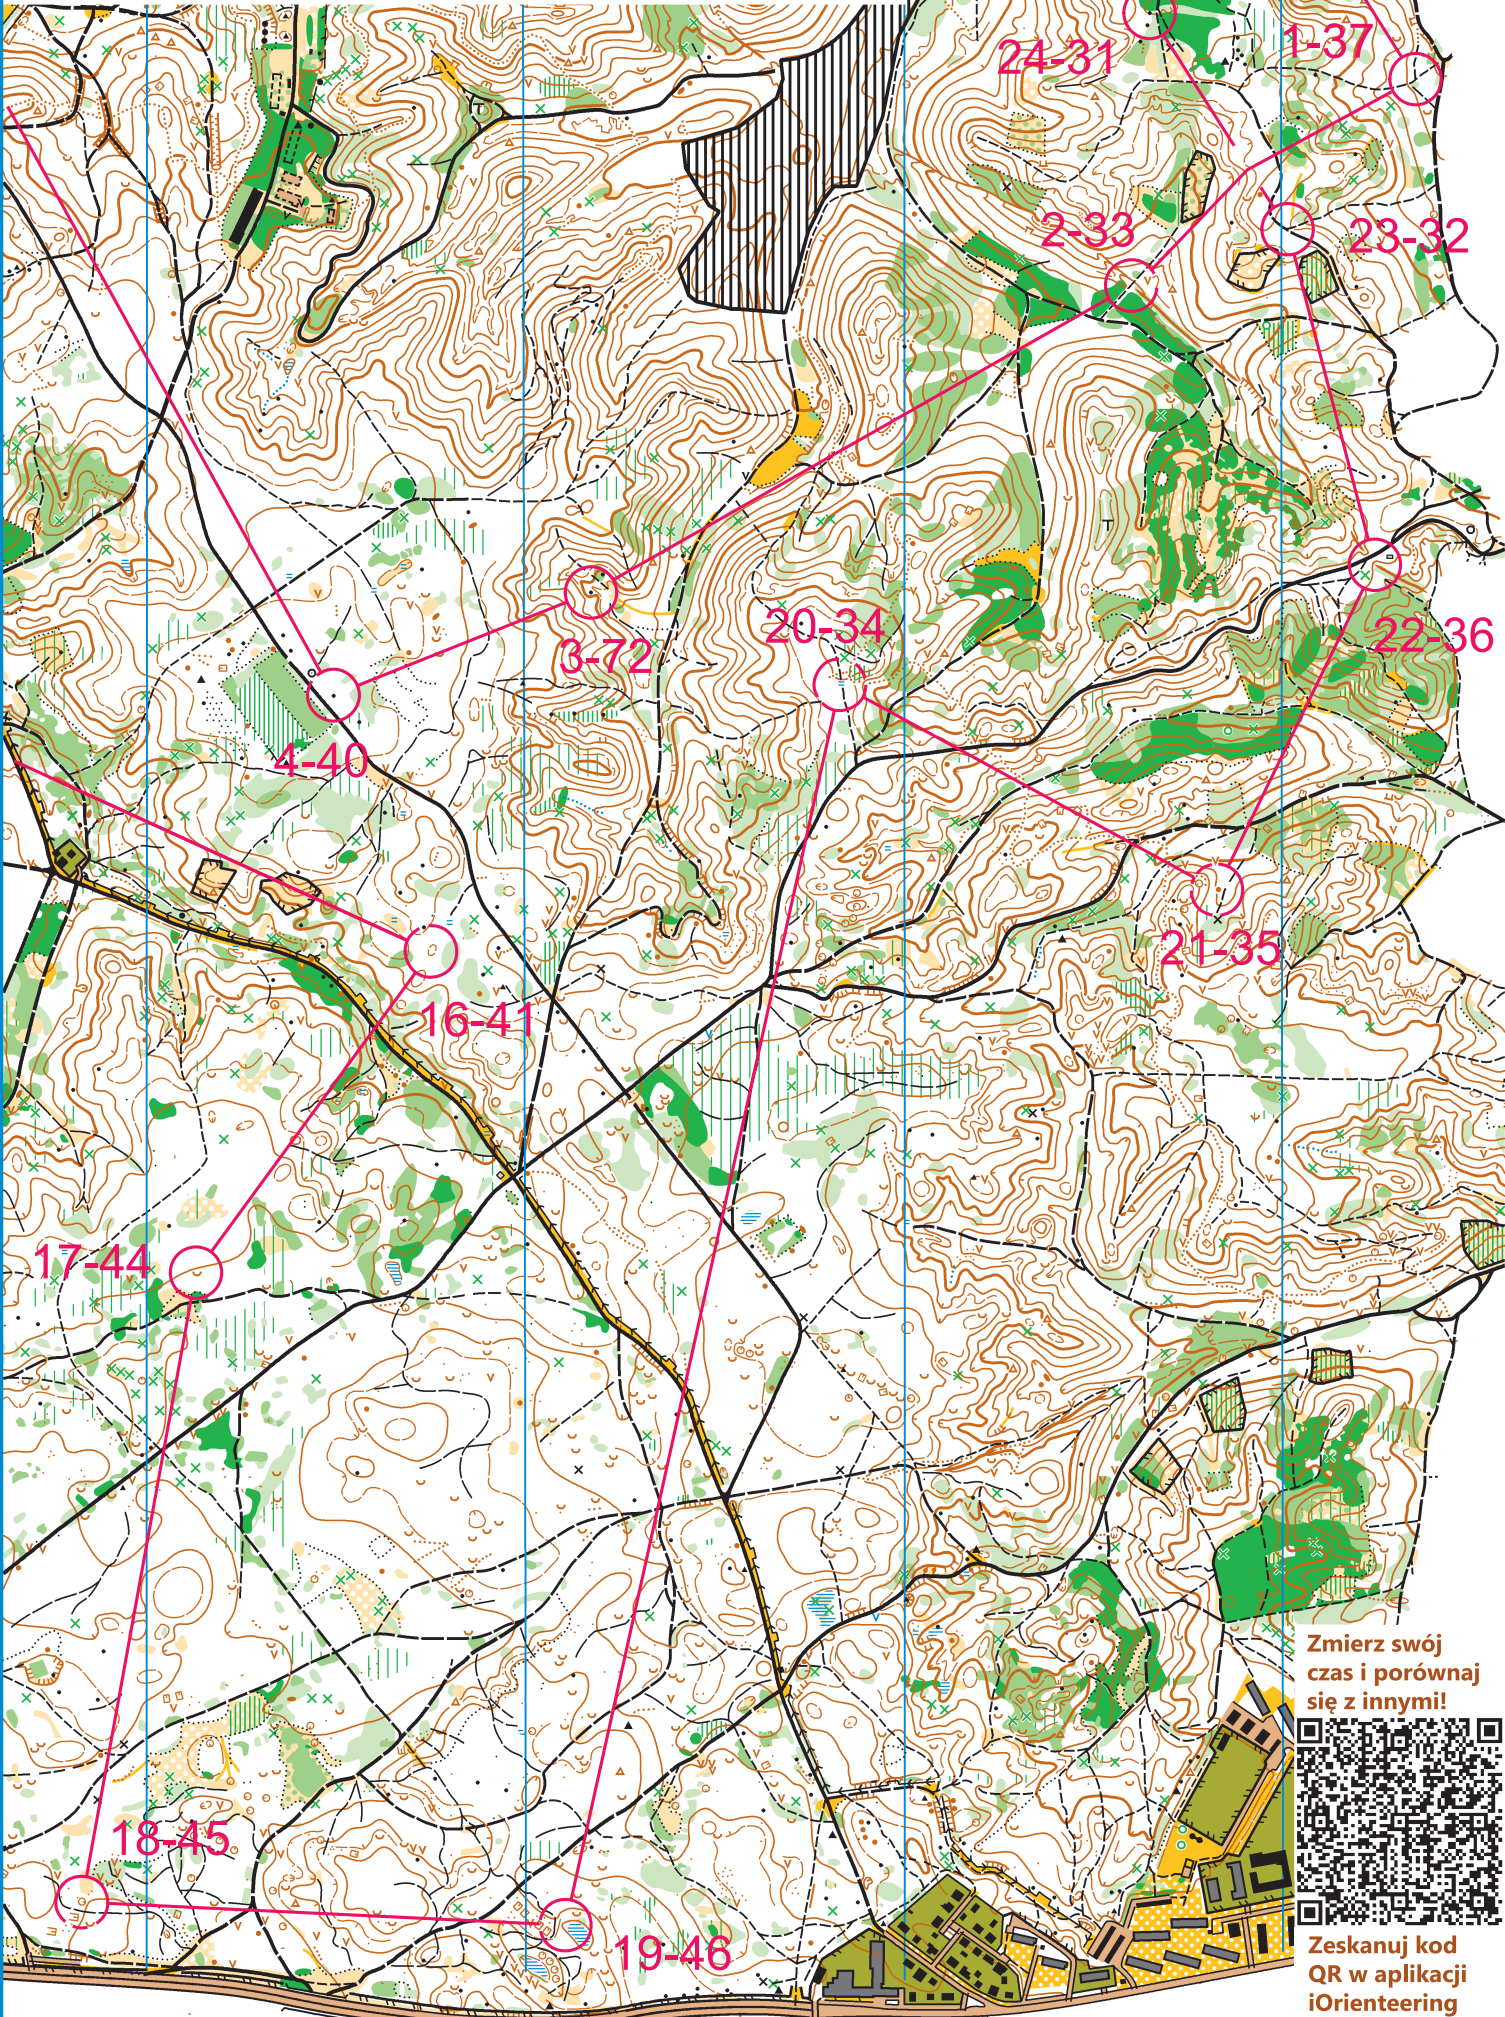 24-31
1-37
2-33
23-32
3-72
20-34
22-36
4-40
21-35
16-41
17-44
18-45
19-46
Zmierz swój
czas i porównaj
się z innymi!
Zeskanuj kod
QR w aplikacji
iOrienteering